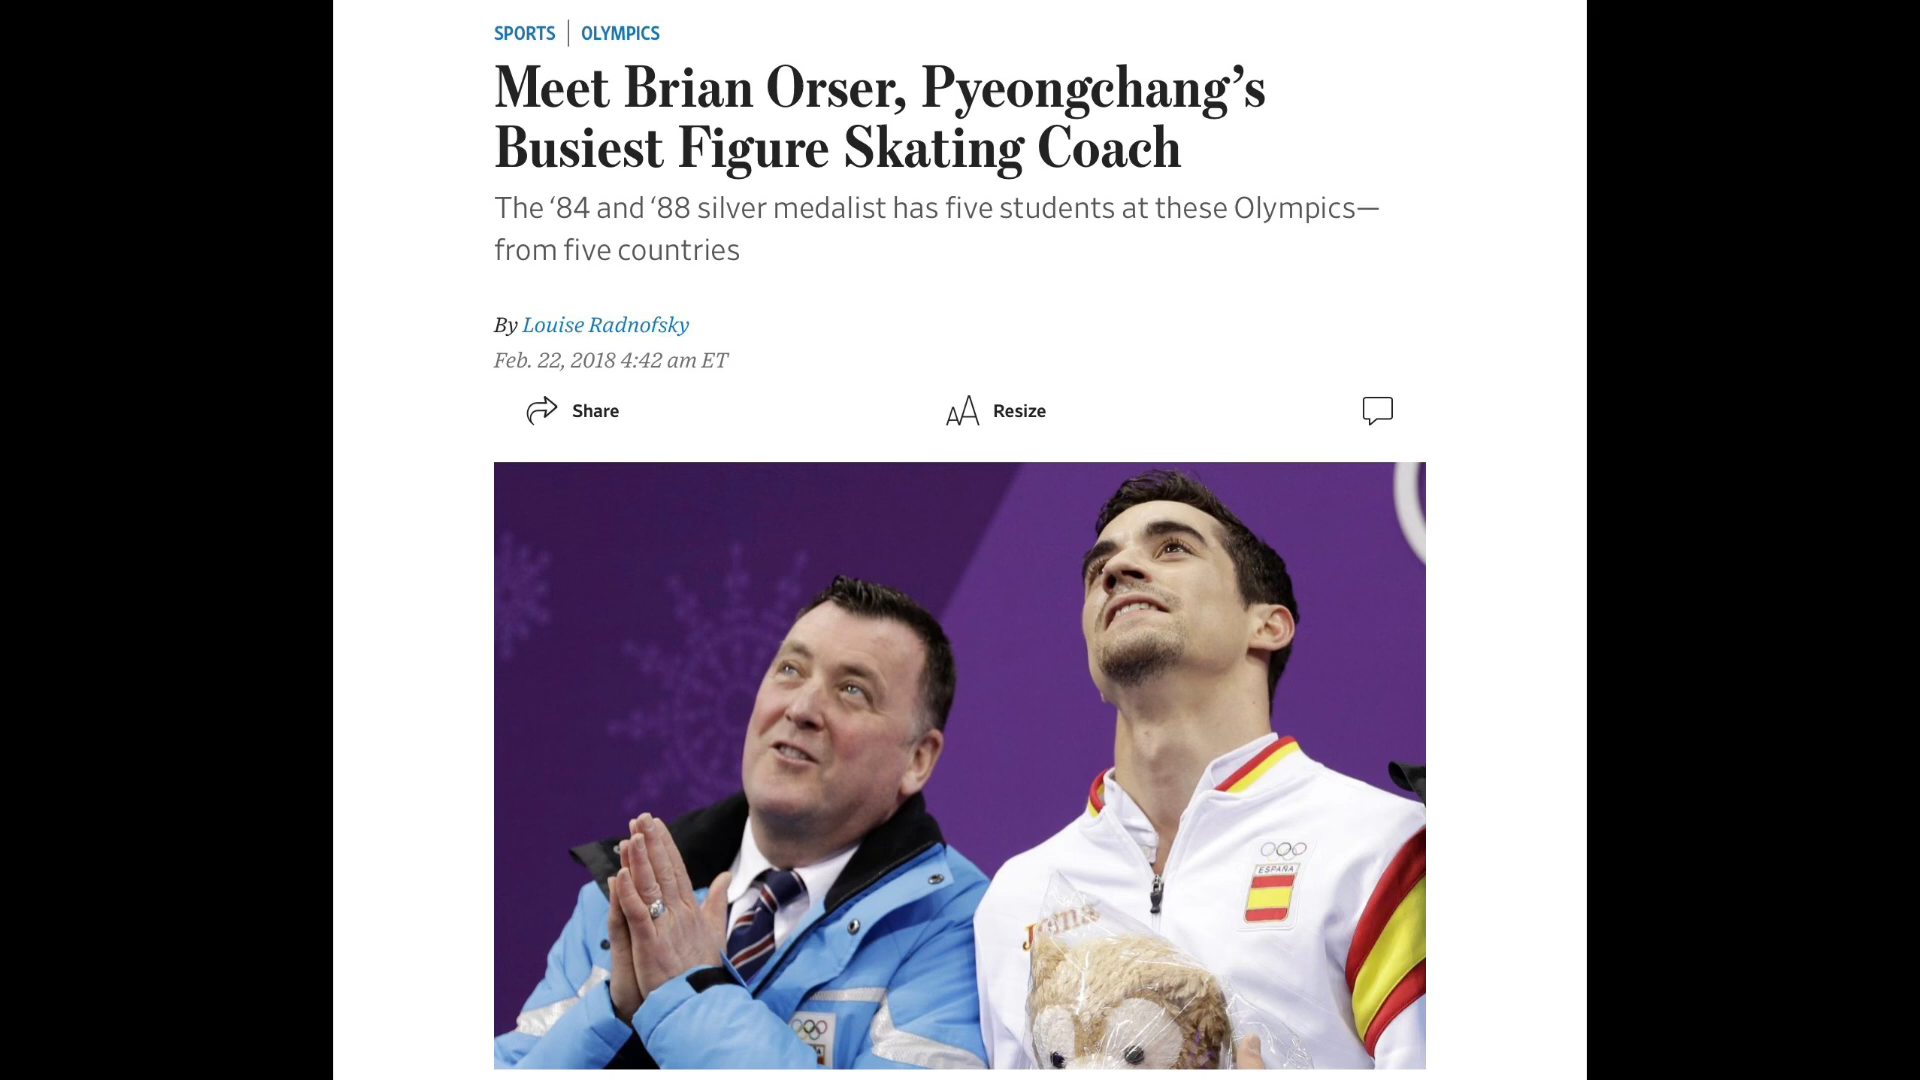 SPORTS | OLYMPICS
Meet Brian Orser, Pyeongchang’s
Busiest Figure Skating Coach
The ‘84 and ‘88 silver medalist has five students at these Olympics—
from five countries
By Louise Radnofsky
Feb. 22, 2018 4:42 am ET
Share
Resize
ESPAÑA
Joma